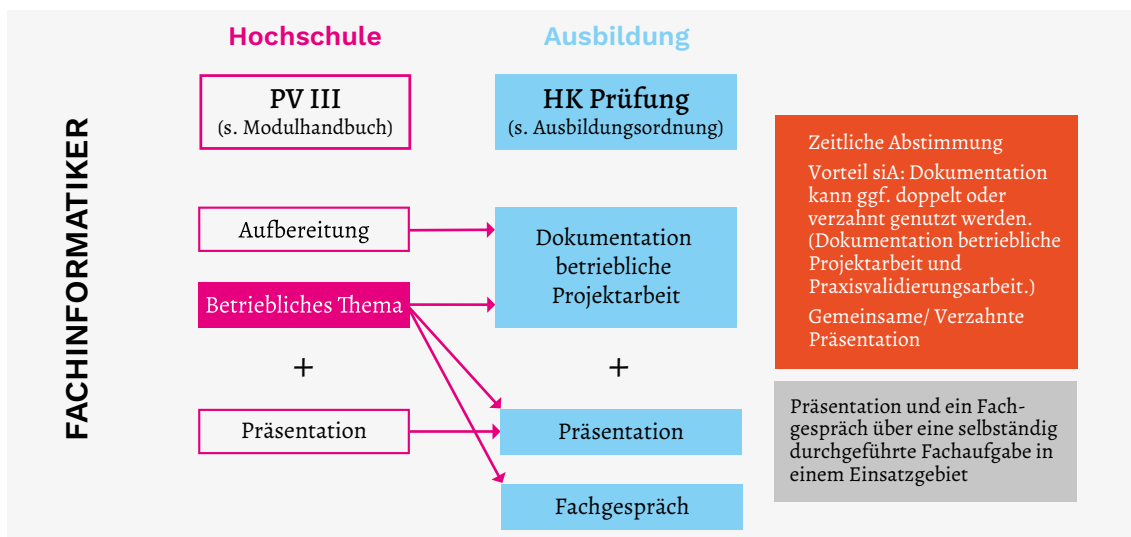 FACHINFORMATIKER
Hochschule
PV III
(s. Modulhandbuch)
Aufbereitung
Betriebliches Thema
+
Präsentation
Ausbildung
HK Prüfung
(s. Ausbildungsordnung)
Dokumentation
betriebliche
Projektarbeit
+
Präsentation
Fachgespräch
Zeitliche Abstimmung
Vorteil siA: Dokumentation
kann ggf. doppelt oder
verzahnt genutzt werden.
(Dokumentation betriebliche
Projektarbeit und
Praxisvalidierungsarbeit.)
Gemeinsame/ Verzahnte
Präsentation
Präsentation und ein Fach-
gespräch über eine selbständig
durchgeführte Fachaufgabe in
einem Einsatzgebiet